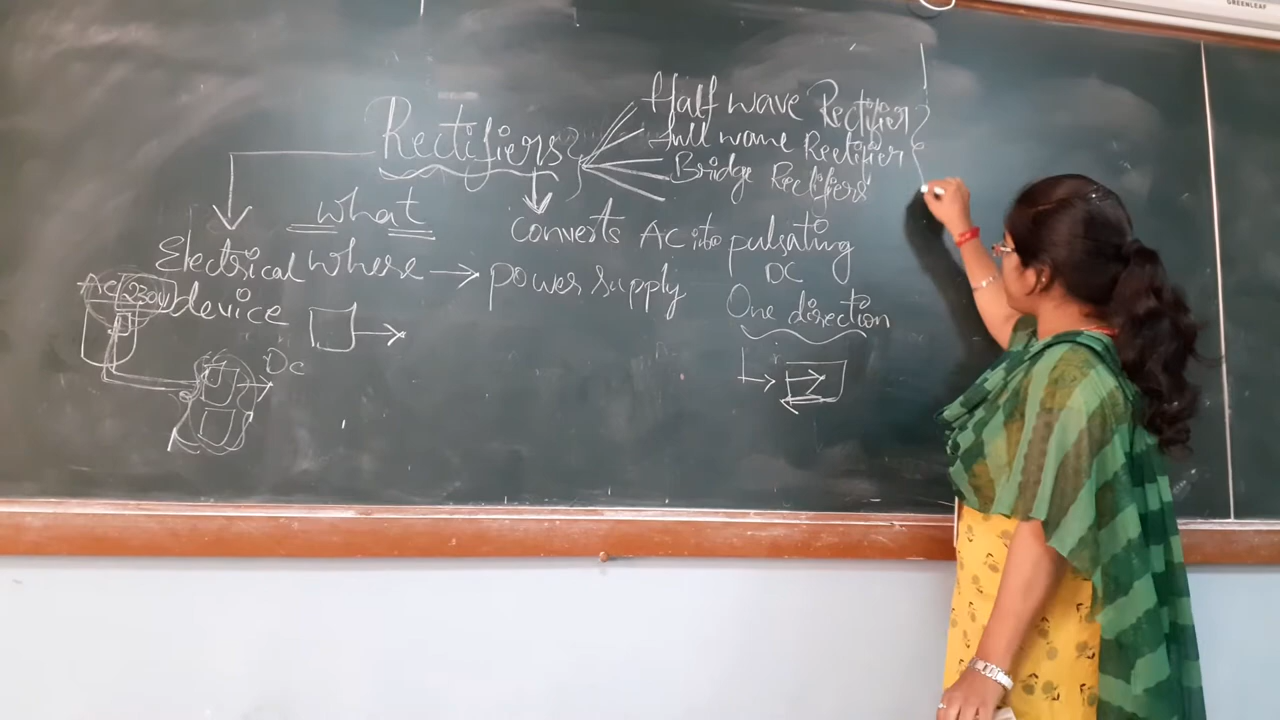 GREENLEAF
Half wave Rectifier
Rectifiers
full wave Rectifier
Bridge Rectifiers
what
converts AC into pulsating
DC
Electrical
where → power supply
AC 230V
device
One direction
Dc